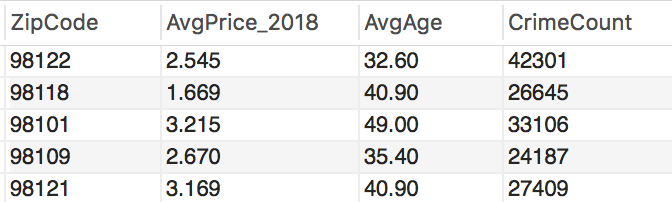 ZipCode AvgPrice_2018 AvgAge CrimeCount
98122 2.545 32.60 42301
98118 1.669 40.90 26645
98101 3.215 49.00 33106
98109 2.670 35.40 24187
98121 3.169 40.90 27409